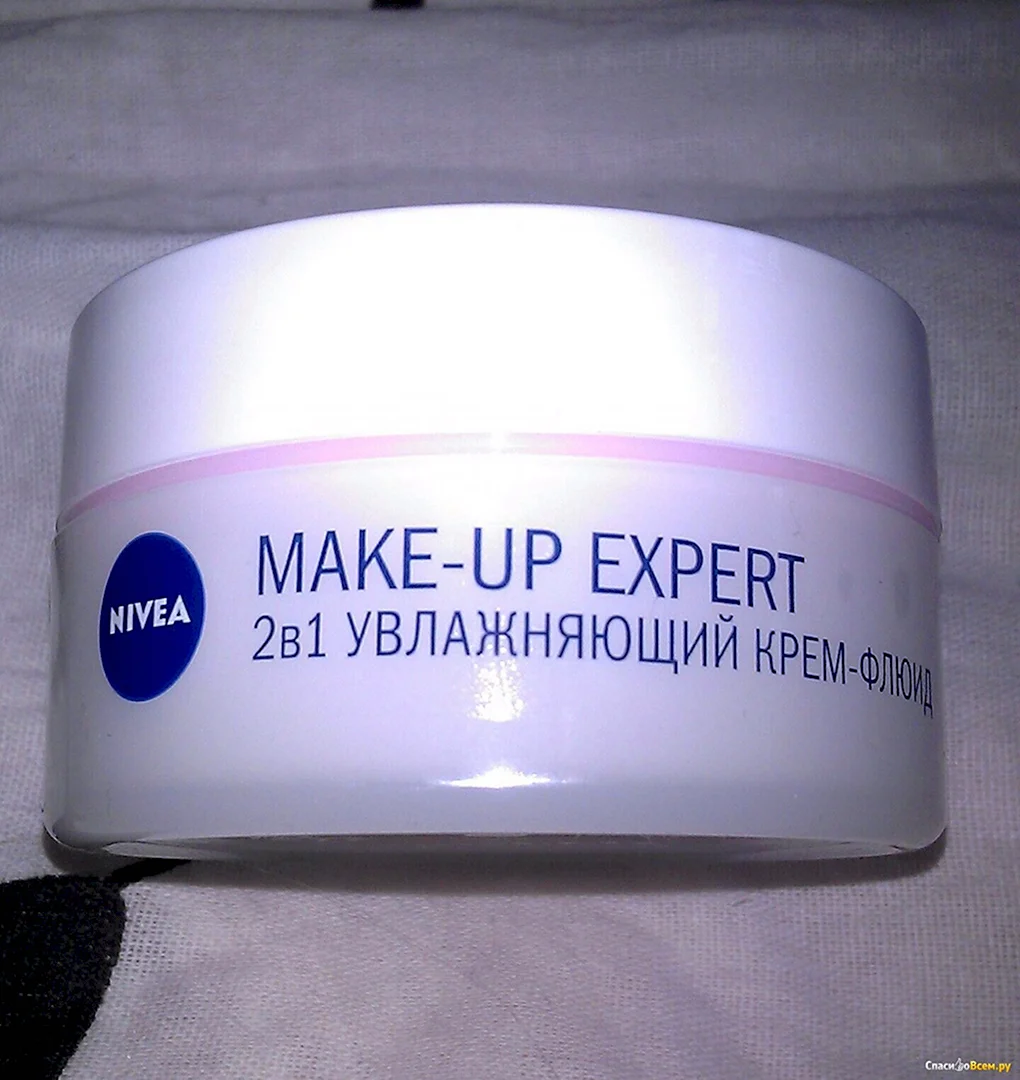 NIVEA
MAKE-UP EXPERT
2в1 УВЛАЖНЯЮЩИЙ КРЕМ-ФЛЮИД
СпасибоВсем.ру